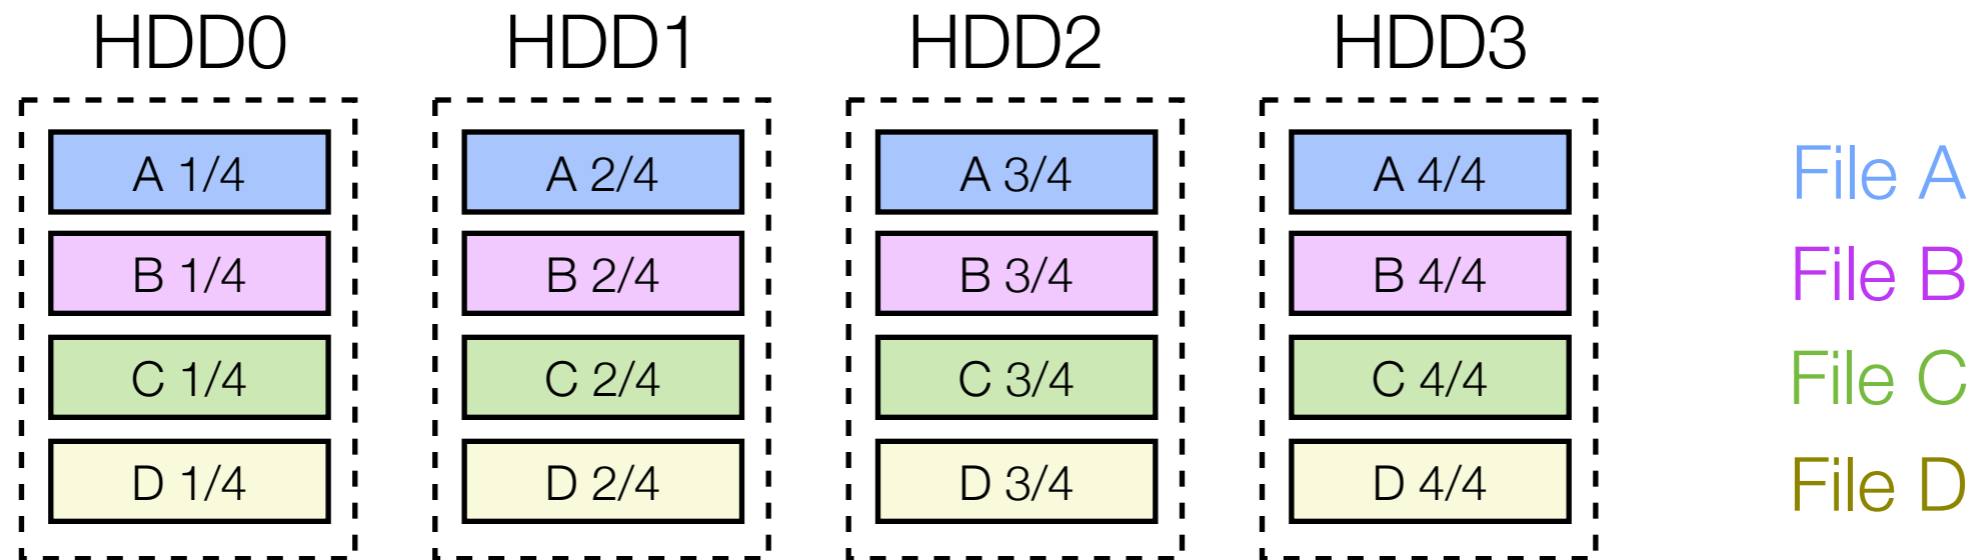 HDD0 HDD1 HDD2 HDD3
A 1/4 A 2/4 A 3/4 A 4/4 File A
B 1/4 B 2/4 B 3/4 B 4/4 File B
C 1/4 C 2/4 C 3/4 C 4/4 File C
D 1/4 D 2/4 D 3/4 D 4/4 File D